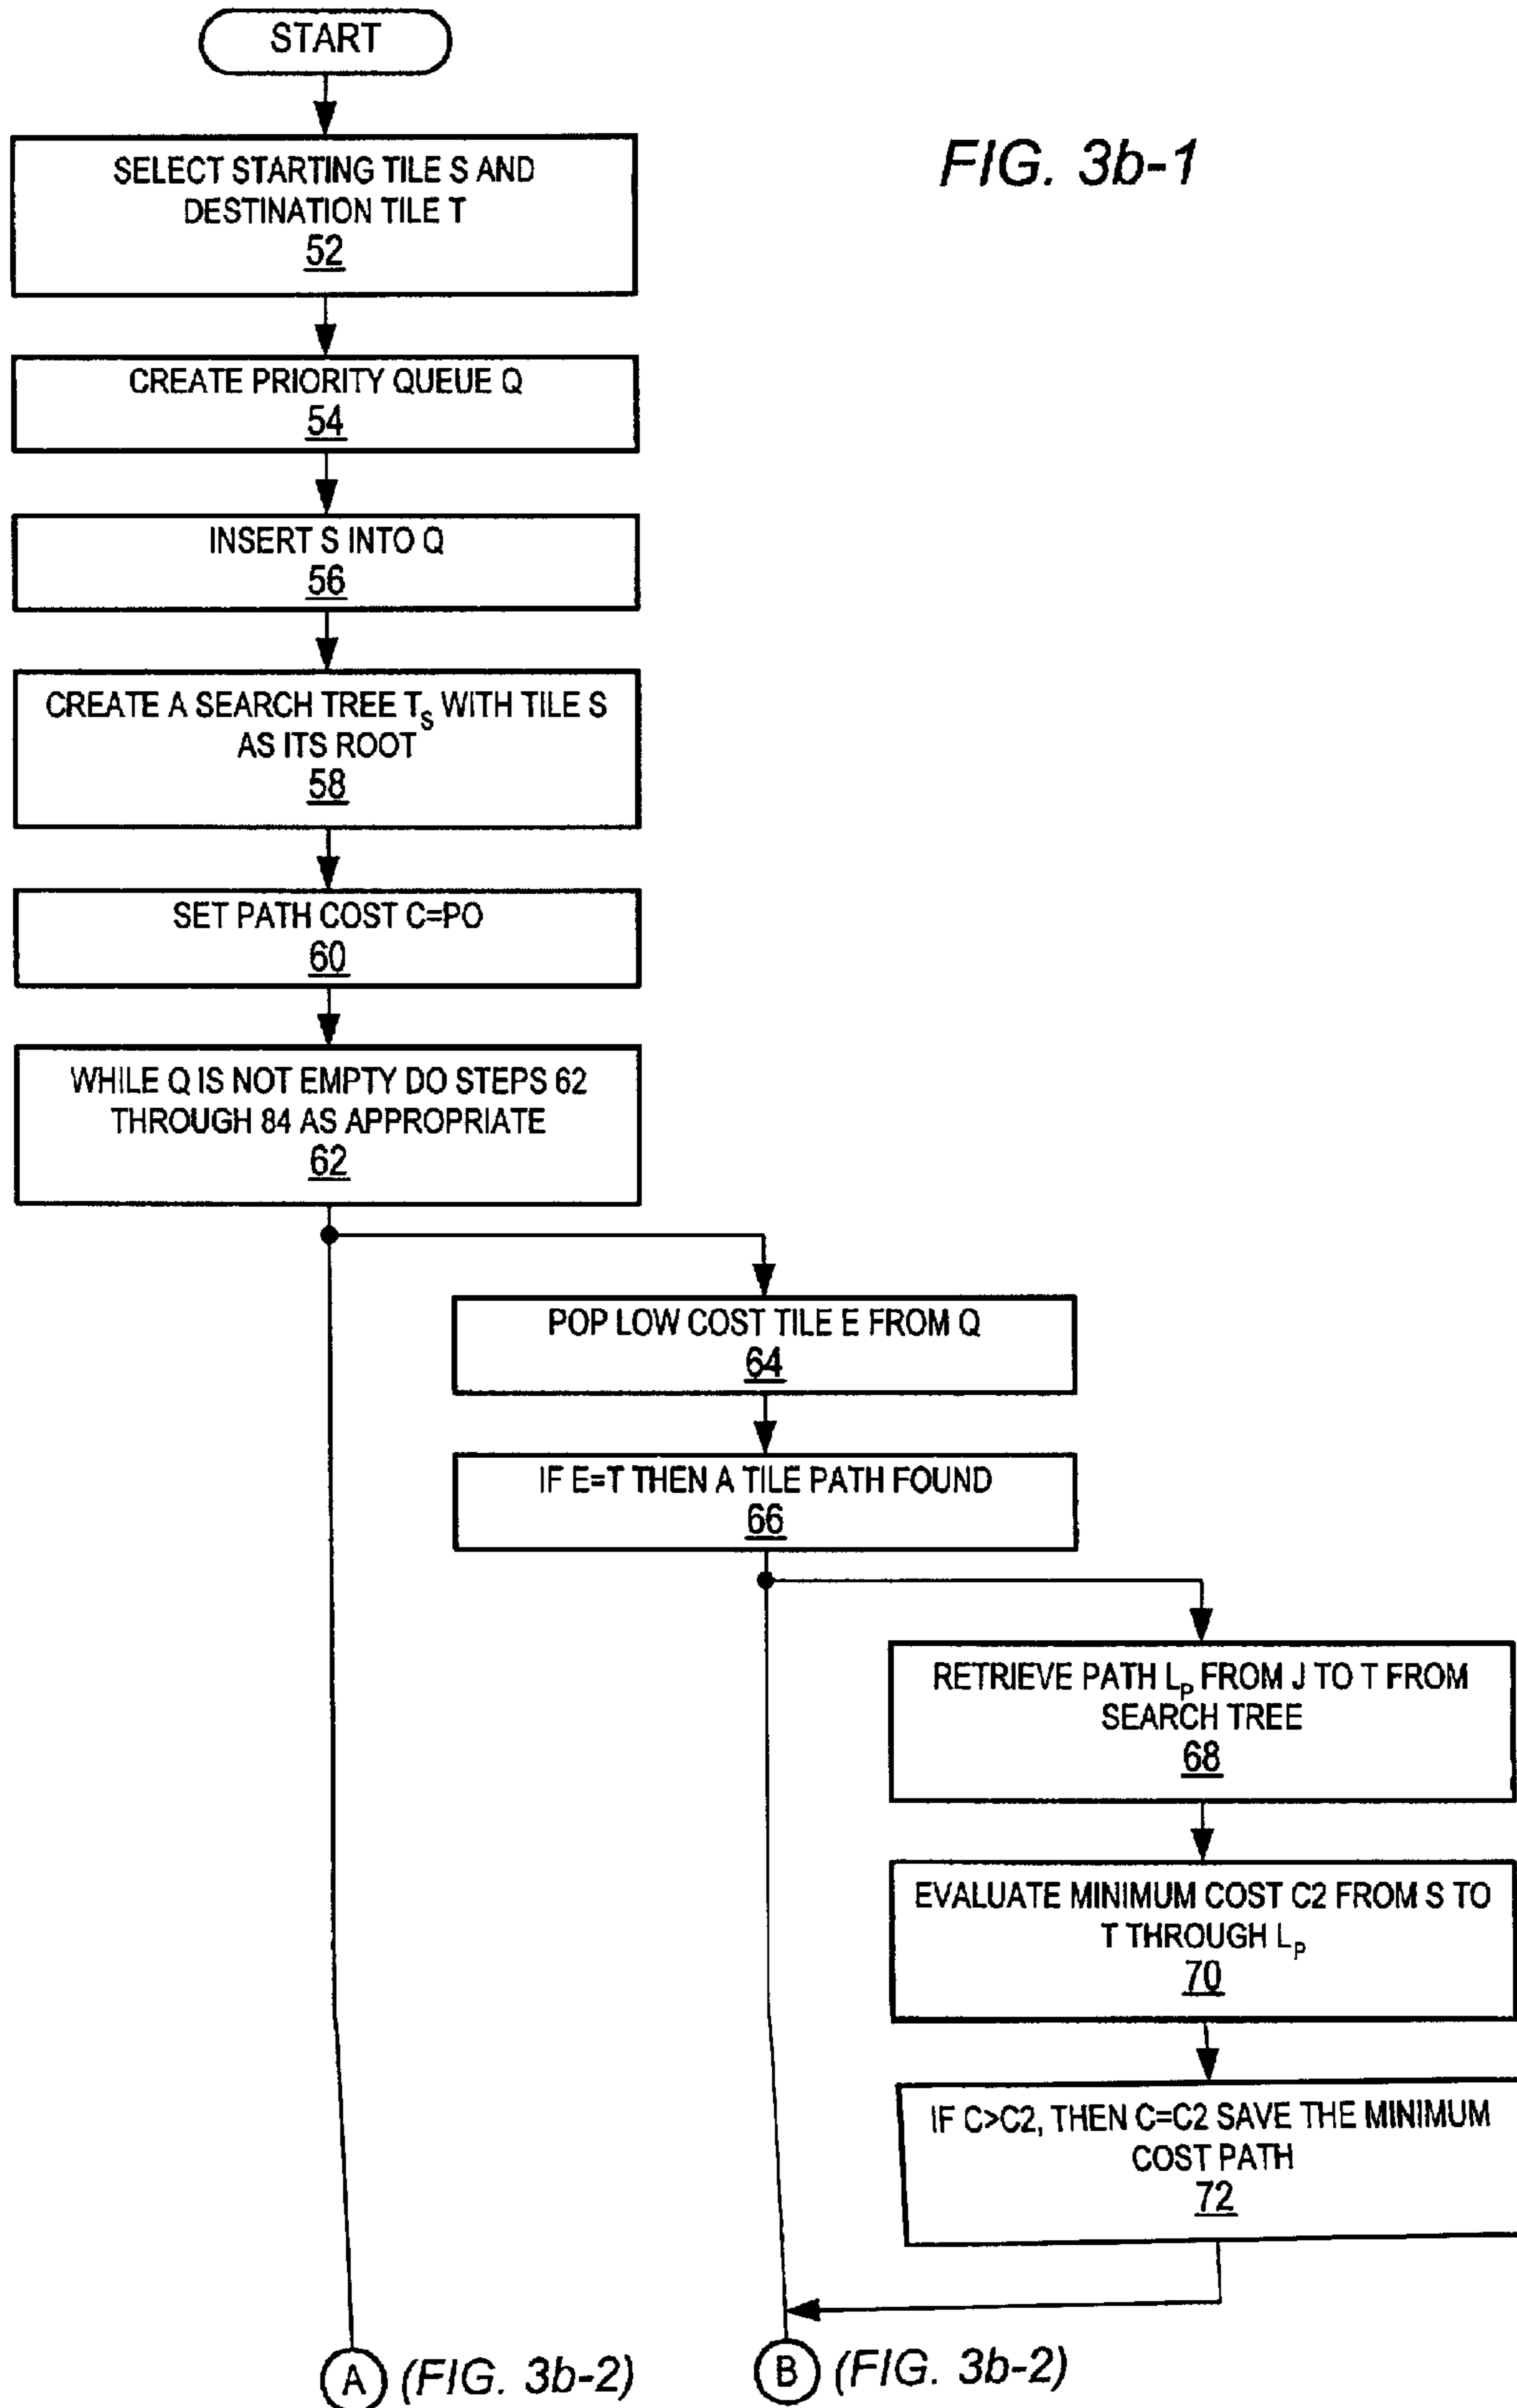 START
FIG. 3b-1
SELECT STARTING TILE S AND
DESTINATION TILE T
52
CREATE PRIORITY QUEUE Q
54
INSERT S INTO Q
56
CREATE A SEARCH TREE T_S WITH TILE S
AS ITS ROOT
58
SET PATH COST C=PO
60
WHILE Q IS NOT EMPTY DO STEPS 62
THROUGH 84 AS APPROPRIATE
62
POP LOW COST TILE E FROM Q
64
IF E=T THEN A TILE PATH FOUND
66
RETRIEVE PATH L_P FROM J TO T FROM
SEARCH TREE
68
EVALUATE MINIMUM COST C2 FROM S TO
T THROUGH L_P
70
IF C>C2, THEN C=C2 SAVE THE MINIMUM
COST PATH
72
A (FIG. 3b-2)
B (FIG. 3b-2)